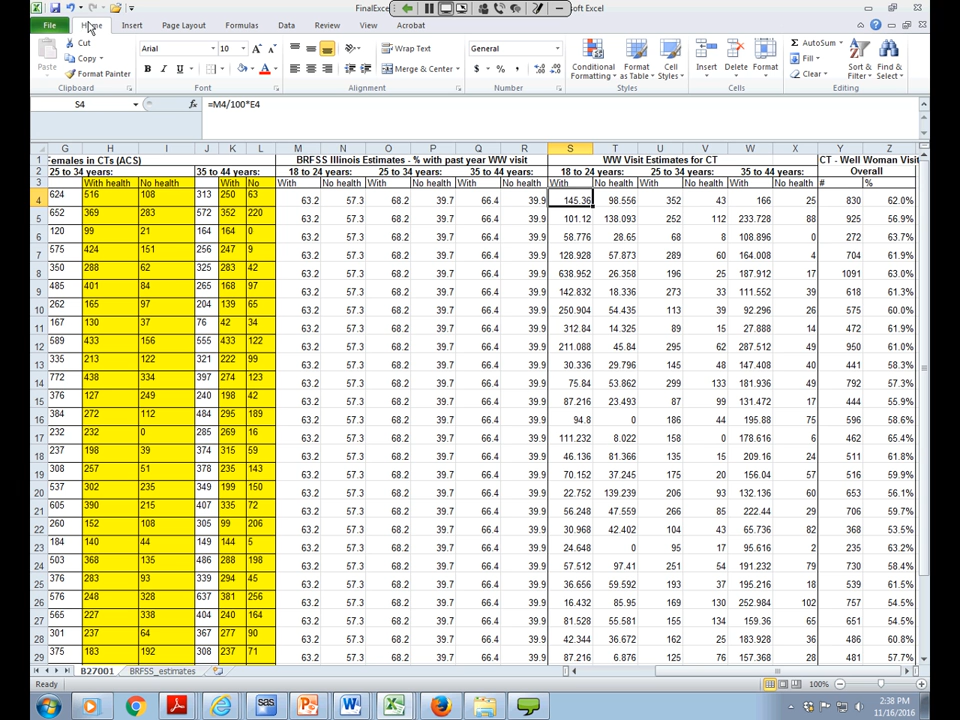 FinalExce
soft Excel
File Home Insert Page Layout Formulas Data Review View Acrobat
Cut
Copy
Format Painter
Paste
Clipboard
Arial 10
B I U
Font
Wrap Text
Merge & Center
Alignment
General
$ % ,
Number
Conditional Formatting
Format as Table
Cell Styles
Styles
Insert Delete Format
Cells
AutoSum
Fill
Clear
Sort & Filter
Find & Select
Editing
S4 fx =M4/100*E4
G H I J K L M N O P Q R S T U V W X Y Z
1 Females in CTs (ACS) BRFSS Illinois Estimates - % with past year WW visit WW Visit Estimates for CT CT - Well Woman Visit
2 25 to 34 years: 35 to 44 years: 18 to 24 years: 25 to 34 years: 35 to 44 years: 18 to 24 years: 25 to 34 years: 35 to 44 years: Overall
3 With health No health With No With No health With No health With No health With No health With No health With No health # %
4 624 516 108 313 250 63 63.2 57.3 68.2 39.7 66.4 39.9 145.36 98.556 352 43 166 25 830 62.0%
5 652 369 283 572 352 220 63.2 57.3 68.2 39.7 66.4 39.9 101.12 138.093 252 112 233.728 88 925 56.9%
6 120 99 21 164 164 0 63.2 57.3 68.2 39.7 66.4 39.9 58.776 28.65 68 8 108.896 0 272 63.7%
7 575 424 151 256 247 9 63.2 57.3 68.2 39.7 66.4 39.9 128.928 57.873 289 60 164.008 4 704 61.9%
8 350 288 62 325 283 42 63.2 57.3 68.2 39.7 66.4 39.9 638.952 26.358 196 25 187.912 17 1091 63.0%
9 485 401 84 265 168 97 63.2 57.3 68.2 39.7 66.4 39.9 142.832 18.336 273 33 111.552 39 618 61.3%
10 262 165 97 204 139 65 63.2 57.3 68.2 39.7 66.4 39.9 250.904 54.435 113 39 92.296 26 575 60.0%
11 167 130 37 76 42 34 63.2 57.3 68.2 39.7 66.4 39.9 312.84 14.325 89 15 27.888 14 472 61.9%
12 589 433 156 555 433 122 63.2 57.3 68.2 39.7 66.4 39.9 211.088 45.84 295 62 287.512 49 950 61.0%
13 335 213 122 321 222 99 63.2 57.3 68.2 39.7 66.4 39.9 30.336 29.796 145 48 147.408 40 441 58.3%
14 772 438 334 397 274 123 63.2 57.3 68.2 39.7 66.4 39.9 75.84 53.862 299 133 181.936 49 792 57.3%
15 376 127 249 240 198 42 63.2 57.3 68.2 39.7 66.4 39.9 87.216 23.493 87 99 131.472 17 444 55.9%
16 384 272 112 484 295 189 63.2 57.3 68.2 39.7 66.4 39.9 94.8 0 186 44 195.88 75 596 58.6%
17 232 232 0 285 269 16 63.2 57.3 68.2 39.7 66.4 39.9 111.232 8.022 158 0 178.616 6 462 65.4%
18 237 198 39 374 315 59 63.2 57.3 68.2 39.7 66.4 39.9 46.136 81.366 135 15 209.16 24 511 61.8%
19 308 257 51 378 235 143 63.2 57.3 68.2 39.7 66.4 39.9 70.152 37.245 175 20 156.04 57 516 59.9%
20 537 302 235 349 199 150 63.2 57.3 68.2 39.7 66.4 39.9 22.752 139.239 206 93 132.136 60 653 56.1%
21 605 390 215 407 335 72 63.2 57.3 68.2 39.7 66.4 39.9 56.248 47.559 266 85 222.44 29 706 59.7%
22 260 152 108 305 99 206 63.2 57.3 68.2 39.7 66.4 39.9 30.968 42.402 104 43 65.736 82 368 53.5%
23 184 140 44 149 144 5 63.2 57.3 68.2 39.7 66.4 39.9 24.648 0 95 17 95.616 2 235 63.2%
24 503 368 135 486 288 198 63.2 57.3 68.2 39.7 66.4 39.9 57.512 97.41 251 54 191.232 79 730 58.4%
25 376 283 93 339 294 45 63.2 57.3 68.2 39.7 66.4 39.9 36.656 59.592 193 37 195.216 18 539 61.5%
26 576 248 328 637 381 256 63.2 57.3 68.2 39.7 66.4 39.9 16.432 85.95 169 130 252.984 102 757 54.5%
27 565 227 338 404 240 164 63.2 57.3 68.2 39.7 66.4 39.9 81.528 55.581 155 134 159.36 65 651 54.5%
28 301 237 64 367 277 90 63.2 57.3 68.2 39.7 66.4 39.9 42.344 36.672 162 25 183.928 36 486 60.8%
29 375 183 192 308 237 71 63.2 57.3 68.2 39.7 66.4 39.9 87.216 6.876 125 76 157.368 28 481 57.7%
B27001 BRFSS_estimates
Ready 100%
sas
2:38 PM
11/16/2016